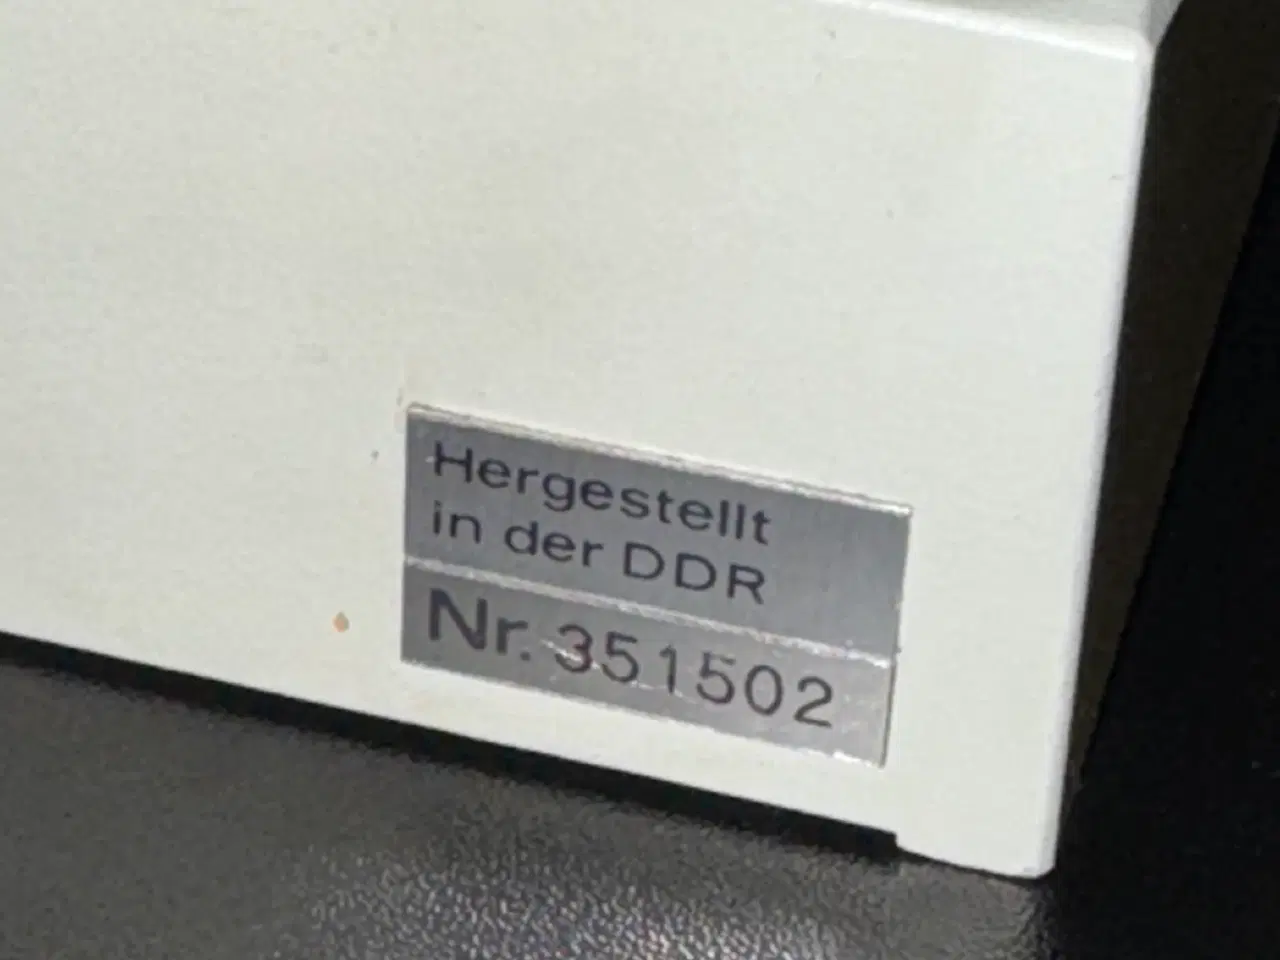 Hergestellt
in der DDR
Nr. 351502